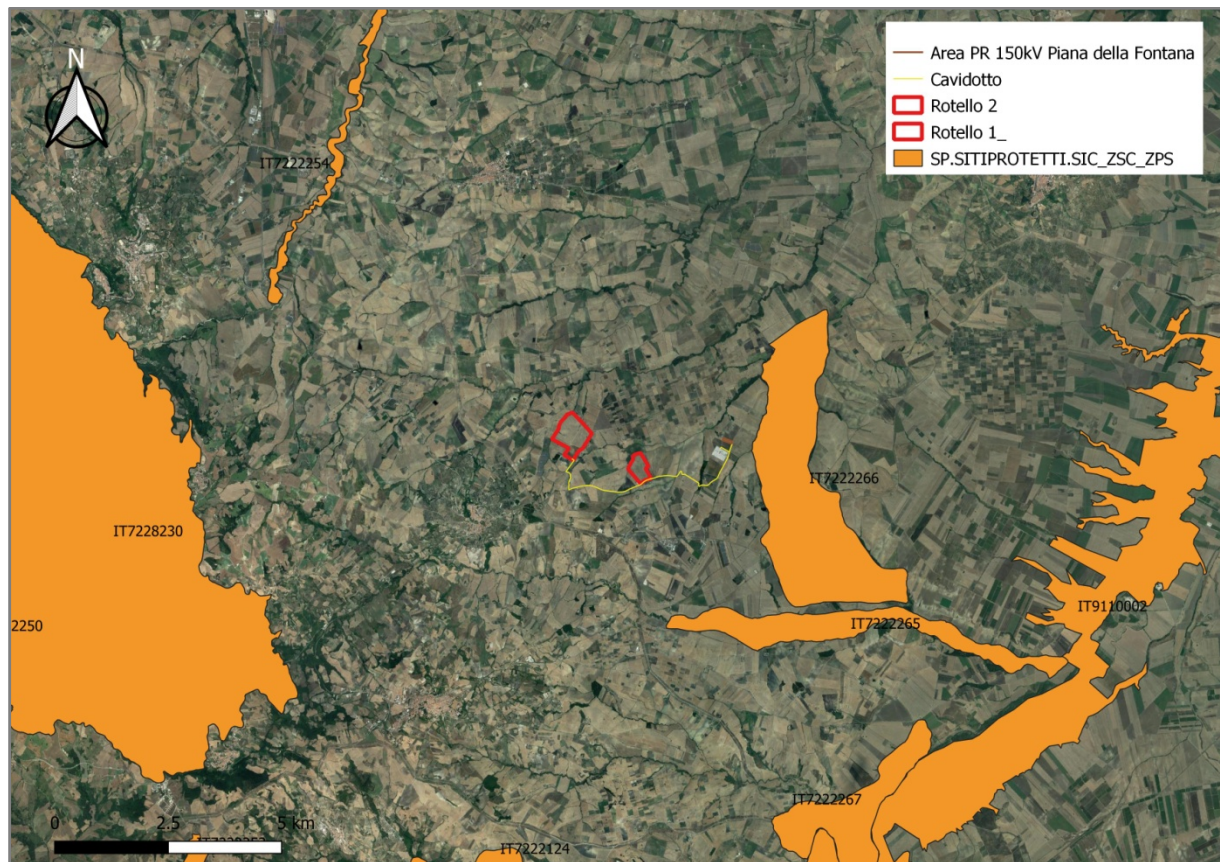 N
Area PR 150kV Piana della Fontana
Cavidotto
Rotello 2
Rotello 1_
SP.SITIPROTETTI.SIC_ZSC_ZPS
IT7222254
IT7222266
IT7228230
IT9110002
2250
IT7222265
IT7222267
0 2.5 5 km
IT7222124